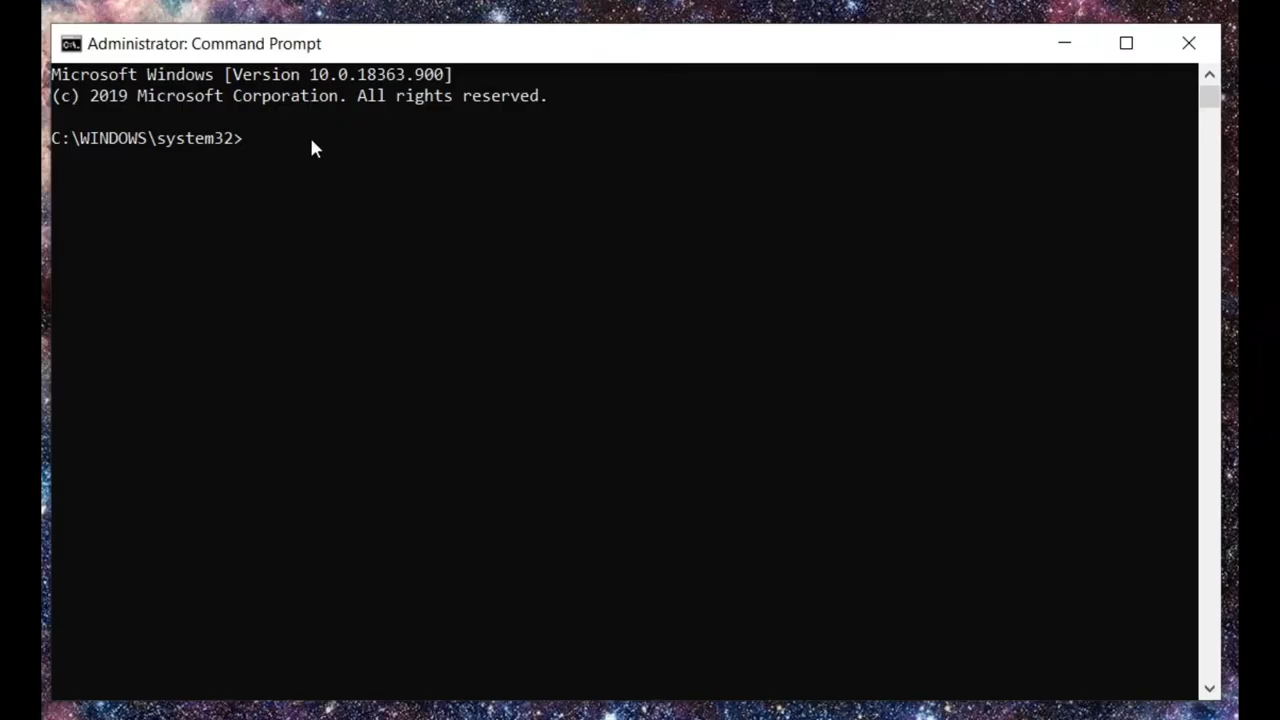 Administrator: Command Prompt
Microsoft Windows [Version 10.0.18363.900]
(c) 2019 Microsoft Corporation. All rights reserved.
C:\WINDOWS\system32>